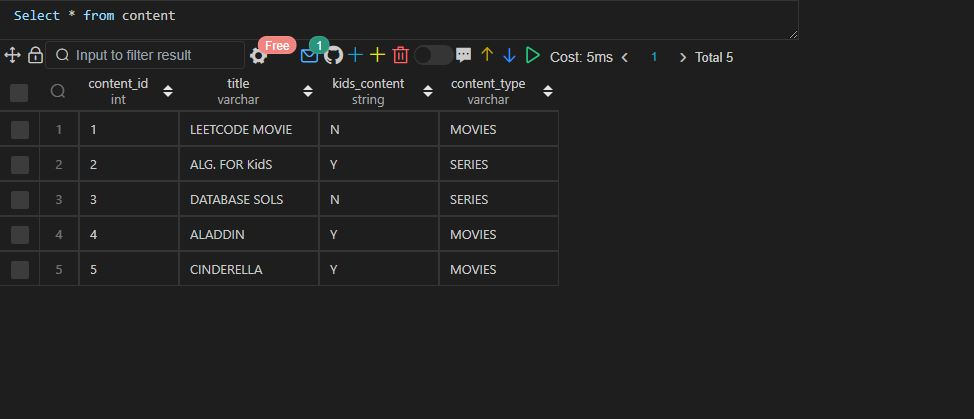 Select * from content
Input to filter result Free 1 Cost: 5ms 1 Total 5
content_id title kids_content content_type
int varchar string varchar
1 1 LEETCODE MOVIE N MOVIES
2 2 ALG. FOR KidS Y SERIES
3 3 DATABASE SOLS N SERIES
4 4 ALADDIN Y MOVIES
5 5 CINDERELLA Y MOVIES